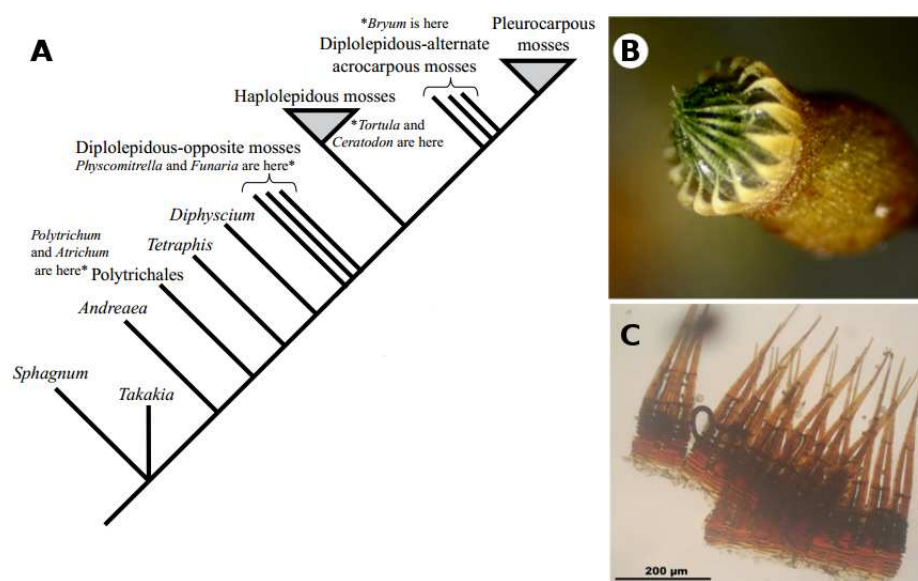 A
*Bryum is here
Diplolepidous-alternate
acrocarpous mosses
Pleurocarpous
mosses
Haplolepidous mosses
*Tortula and
Ceratodon are here
Diplolepidous-opposite mosses
Physcomitrella and Funaria are here*
Diphyscium
Tetraphis
Polytrichum
and Atrichum
are here* Polytrichales
Andreaea
Sphagnum
Takakia
B
C
200 µm